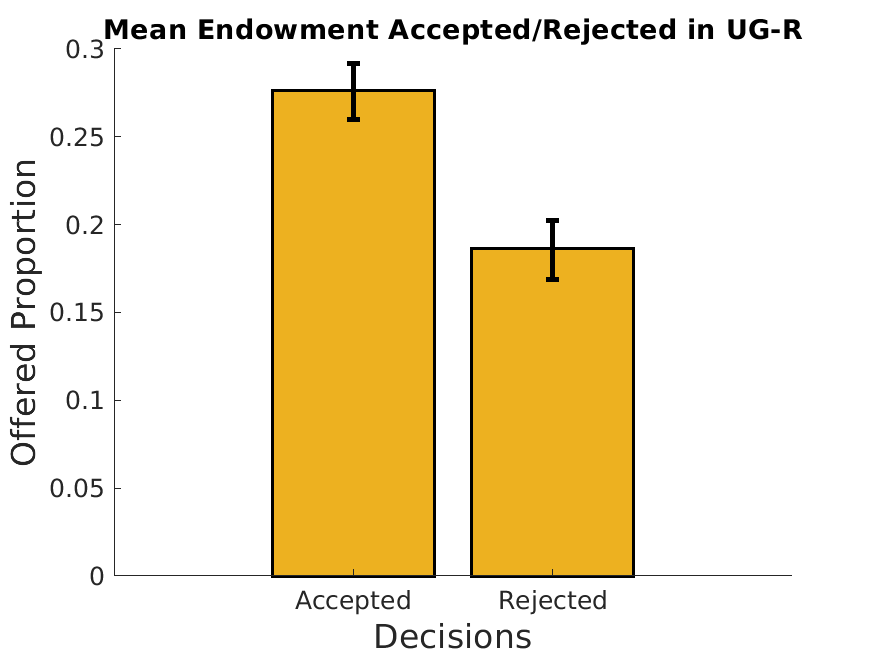 Mean Endowment Accepted/Rejected in UG-R
0.3
0.25
0.2
0.15
0.1
0.05
0
Offered Proportion
Accepted Rejected
Decisions